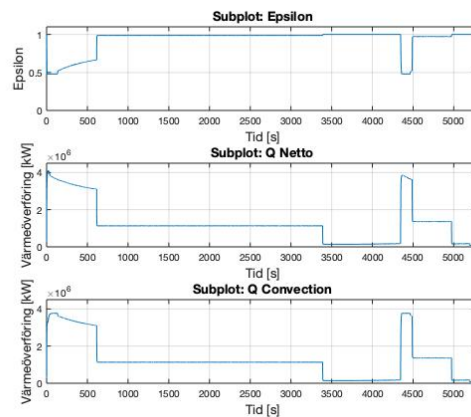 Subplot: Epsilon
Epsilon
1
0.5
0
0 500 1000 1500 2000 2500 3000 3500 4000 4500 5000
Tid [s]
Subplot: Q Netto
×10⁶
Värmeöverföring [kW]
4
2
0
0 500 1000 1500 2000 2500 3000 3500 4000 4500 5000
Tid [s]
Subplot: Q Convection
×10⁶
Värmeöverföring [kW]
4
2
0
0 500 1000 1500 2000 2500 3000 3500 4000 4500 5000
Tid [s]